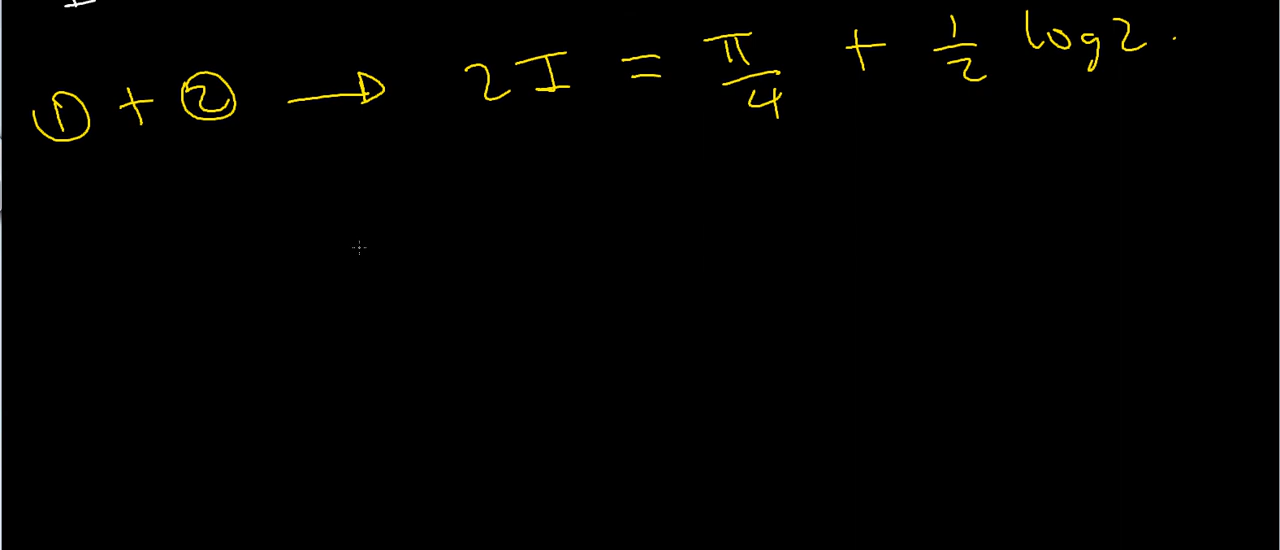 ① + ② → 2I = π/4 + 1/2 log2.